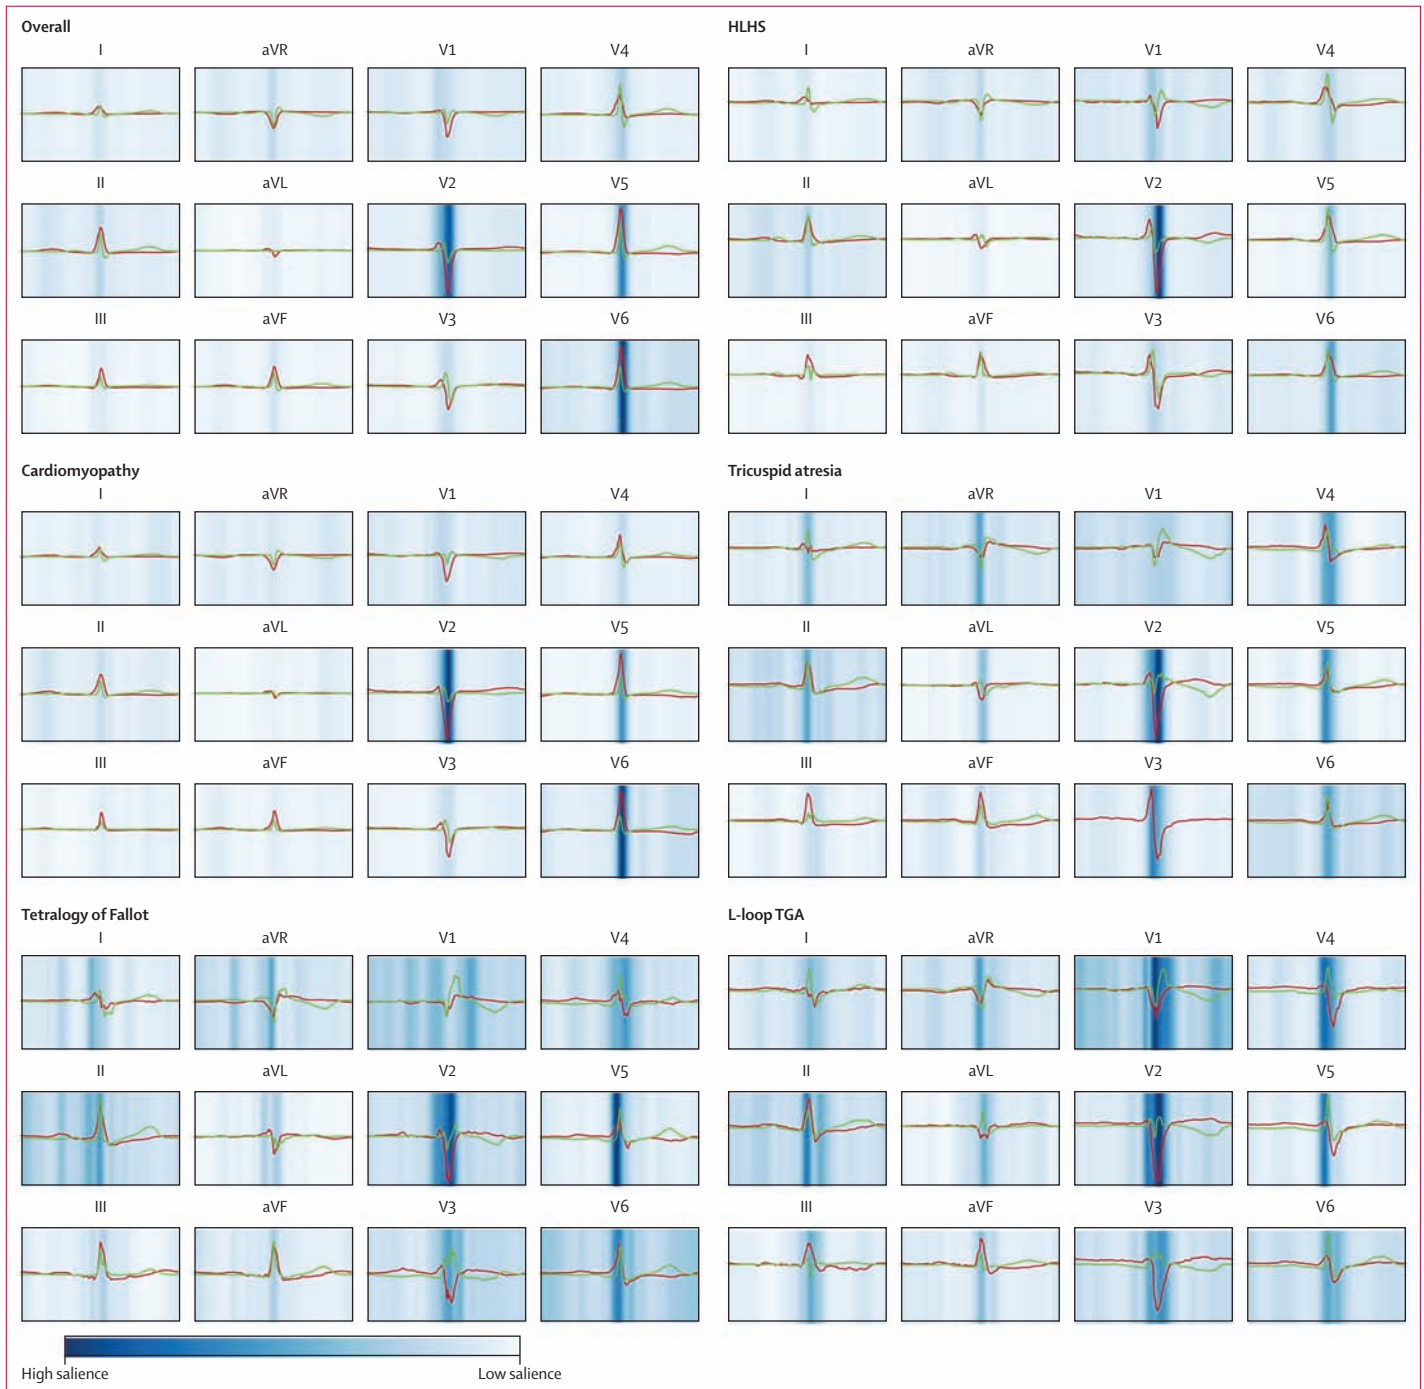 Overall
I aVR V1 V4
II aVL V2 V5
III aVF V3 V6
HLHS
I aVR V1 V4
II aVL V2 V5
III aVF V3 V6
Cardiomyopathy
I aVR V1 V4
II aVL V2 V5
III aVF V3 V6
Tricuspid atresia
I aVR V1 V4
II aVL V2 V5
III aVF V3 V6
Tetralogy of Fallot
I aVR V1 V4
II aVL V2 V5
III aVF V3 V6
L-loop TGA
I aVR V1 V4
II aVL V2 V5
III aVF V3 V6
High salience Low salience